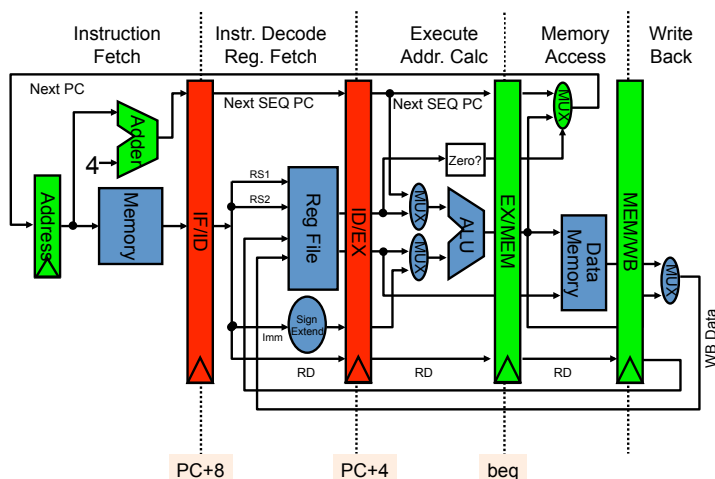 Instruction Fetch
Instr. Decode Reg. Fetch
Execute Addr. Calc
Memory Access
Write Back
Next PC
Next SEQ PC
Next SEQ PC
MUX
Adder
4
Zero?
RS1
RS2
Address
Memory
IF/ID
Reg File
ID/EX
MUX
MUX
ALU
EX/MEM
Data Memory
MEM/WB
MUX
Sign Extend
Imm
RD
RD
RD
WB Data
PC+8
PC+4
beq